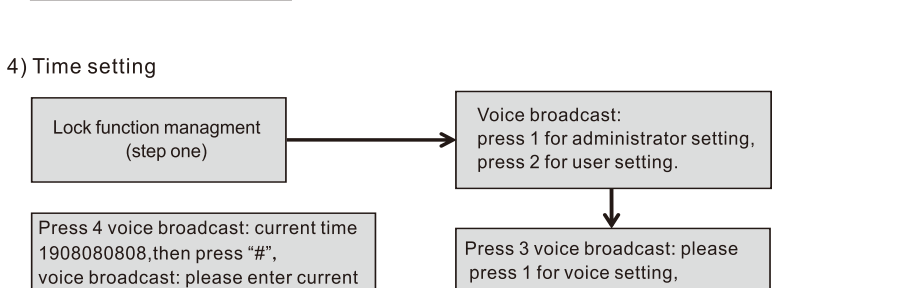 4) Time setting
Lock function managment
(step one)
Voice broadcast:
press 1 for administrator setting,
press 2 for user setting.
Press 4 voice broadcast: current time
1908080808,then press “#”,
voice broadcast: please enter current
Press 3 voice broadcast: please
press 1 for voice setting,